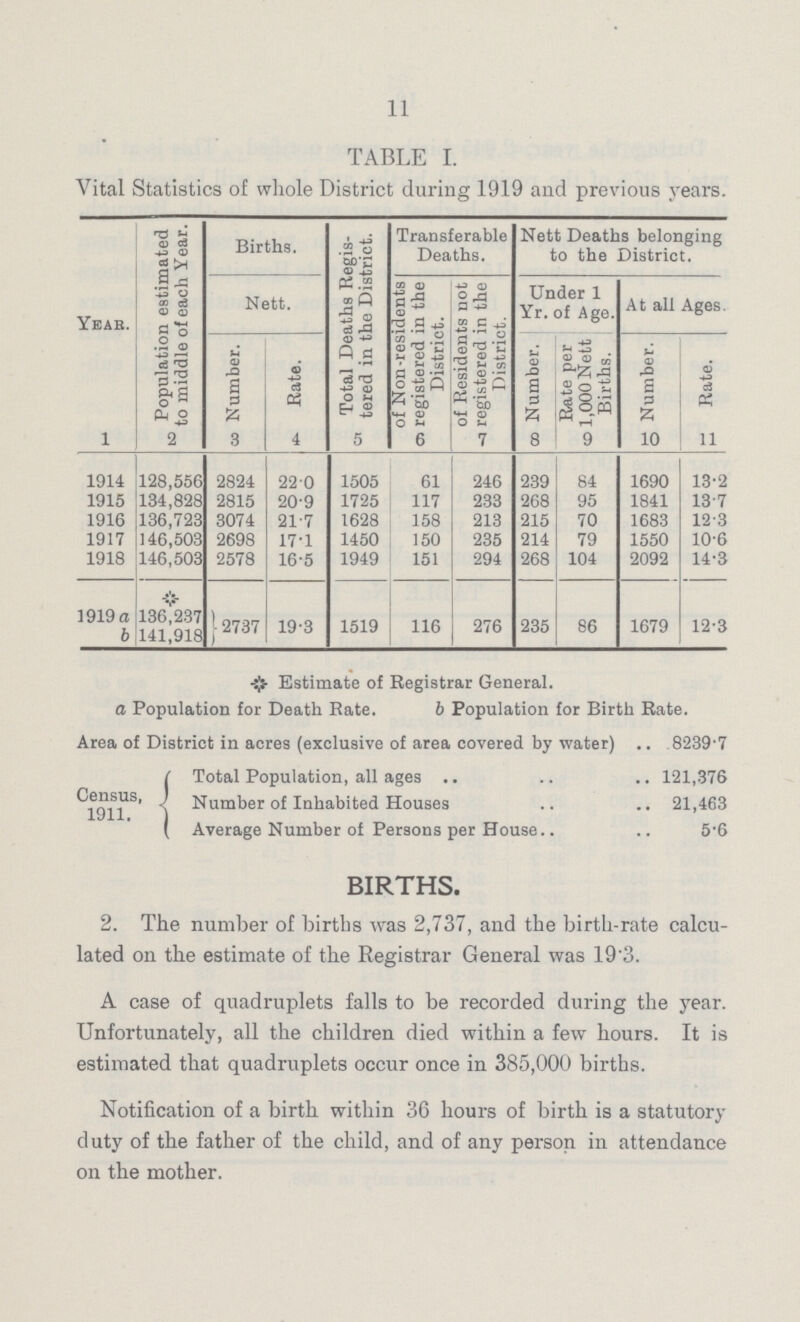 11
TABLE I.
Vital Statistics of whole District during 1919 and previous years.
YEAR.
Population estimated to middle of each Year.
Births.
Nett.
Number.
Rate.
Total Deaths Regis-
tered in the District.
Transferable Deaths.
of Non-residents registered in the District.
of Residents not registered in the District.
Nett Deaths belonging to the District.
Under 1 Yr. of Age.
Number.
Rate per 1,000 Nett Births.
At all Ages.
Number.
Rate.
1 2 3 4 5 6 7 8 9 10 11
1914 128,556 2824 22 0 1505 61 246 239 84 1690 13·2
1915 134,828 2815 20·9 1725 117 233 268 95 1841 13·7
1916 136,723 3074 21·7 1628 158 213 215 70 1683 12·3
1917 146,503 2698 17·1 1450 150 235 214 79 1550 10·6
1918 146,503 2578 16·5 1949 151 294 268 104 2092 14·3
1919 a 136,237 } 2737 19·3 1519 116 276 235 86 1679 12·3
b 141,918
⁂ Estimate of Registrar General.
a Population for Death Rate. b Population for Birth Rate.
Area of District in acres (exclusive of area covered by water) .. 8239·7
Census, 1911.
Total Population, all ages .. .. .. 121,376
Number of Inhabited Houses .. .. 21,463
Average Number of Persons per House.. .. 5·6
BIRTHS.
2. The number of births was 2,737, and the birth-rate calcu-
lated on the estimate of the Registrar General was 19·3.
A case of quadruplets falls to be recorded during the year.
Unfortunately, all the children died within a few hours. It is
estimated that quadruplets occur once in 385,000 births.
Notification of a birth within 36 hours of birth is a statutory
duty of the father of the child, and of any person in attendance
on the mother.